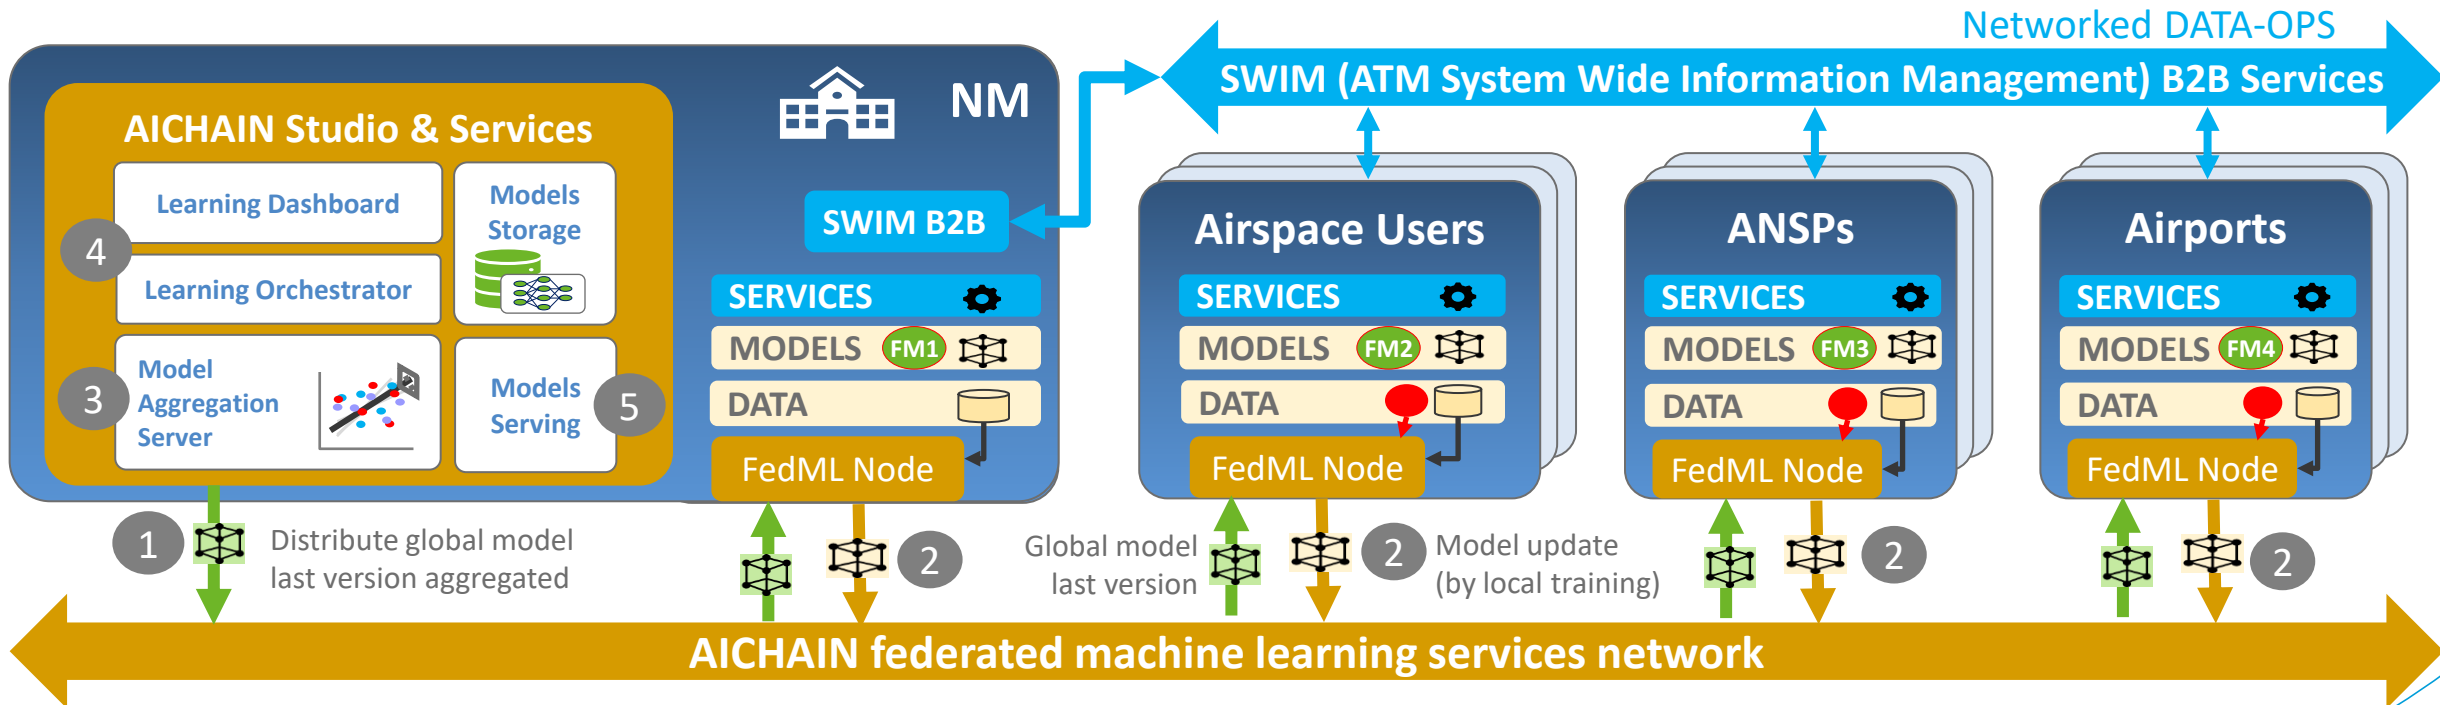 Networked DATA-OPS
SWIM (ATM System Wide Information Management) B2B Services
NM
AICHAIN Studio & Services
Learning Dashboard
Learning Orchestrator
Models
Storage
4
Model
Aggregation
Server
3
Models
Serving
5
SWIM B2B
SERVICES
MODELS FM1
DATA
FedML Node
Airspace Users
SERVICES
MODELS FM2
DATA
FedML Node
ANSPs
SERVICES
MODELS FM3
DATA
FedML Node
Airports
SERVICES
MODELS FM4
DATA
FedML Node
1
Distribute global model
last version aggregated
2
Global model
last version
2
Model update
(by local training)
2
2
AICHAIN federated machine learning services network